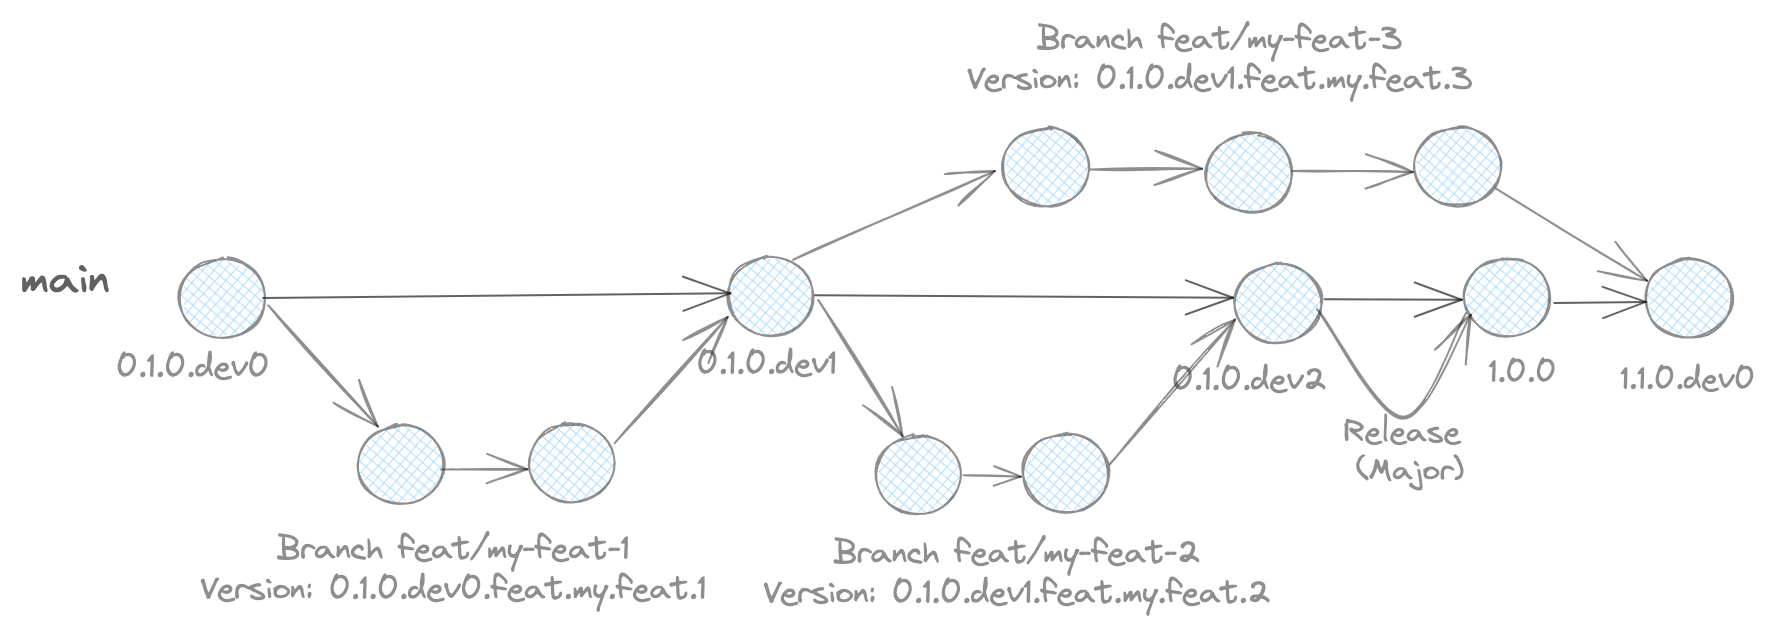 Branch feat/my-feat-3
Version: 0.1.0.dev1.feat.my.feat.3
main
0.1.0.dev0
0.1.0.dev1
0.1.0.dev2
1.0.0
1.1.0.dev0
Release
(Major)
Branch feat/my-feat-1
Version: 0.1.0.dev0.feat.my.feat.1
Branch feat/my-feat-2
Version: 0.1.0.dev1.feat.my.feat.2